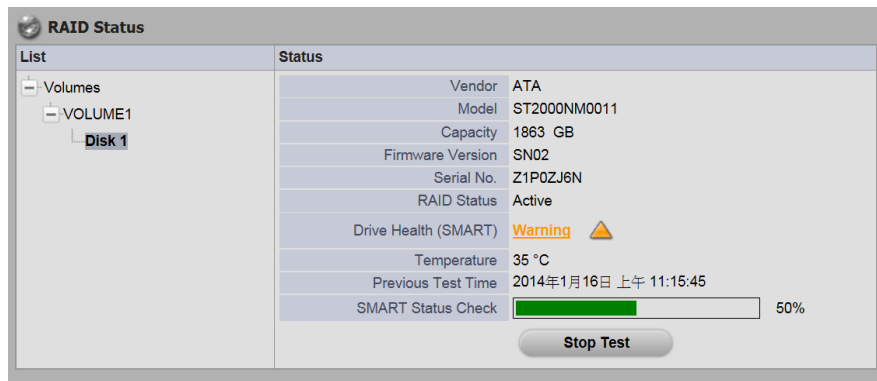 RAID Status
List
Status
Volumes
VOLUME1
Disk 1
Vendor ATA
Model ST2000NM0011
Capacity 1863 GB
Firmware Version SN02
Serial No. Z1P0ZJ6N
RAID Status Active
Drive Health (SMART) Warning
Temperature 35 °C
Previous Test Time 2014年1月16日 上午 11:15:45
SMART Status Check 50%
Stop Test